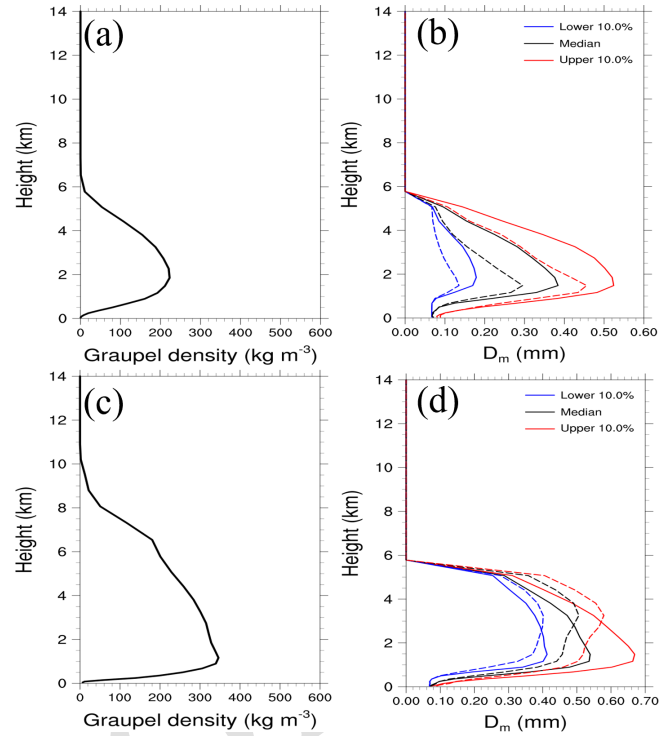 (a)
14
12
10
8
6
4
2
0
Height (km)
0 100 200 300 400 500 600
Graupel density (kg m-3)
(b)
Lower 10.0%
Median
Upper 10.0%
14
12
10
8
6
4
2
0
Height (km)
0.00 0.10 0.20 0.30 0.40 0.50 0.60
Dm (mm)
(c)
14
12
10
8
6
4
2
0
Height (km)
0 100 200 300 400 500 600
Graupel density (kg m-3)
(d)
Lower 10.0%
Median
Upper 10.0%
14
12
10
8
6
4
2
0
Height (km)
0.00 0.10 0.20 0.30 0.40 0.50 0.60 0.70
Dm (mm)